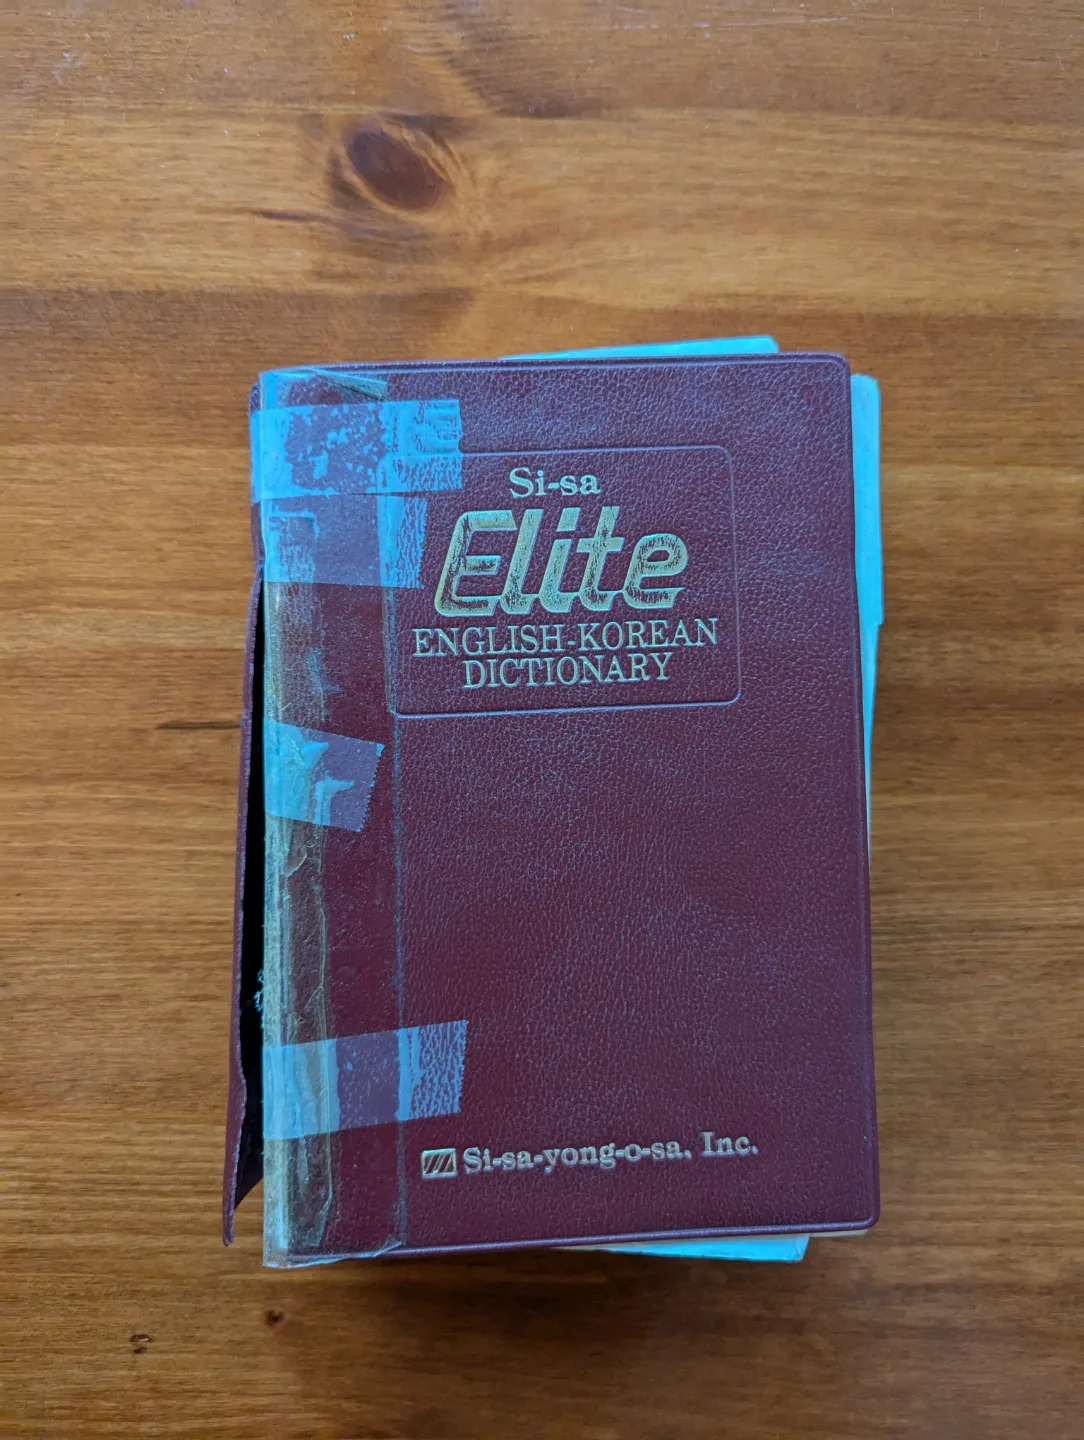 Si-sa
Elite
ENGLISH-KOREAN
DICTIONARY
Si-sa-yong-o-sa, Inc.